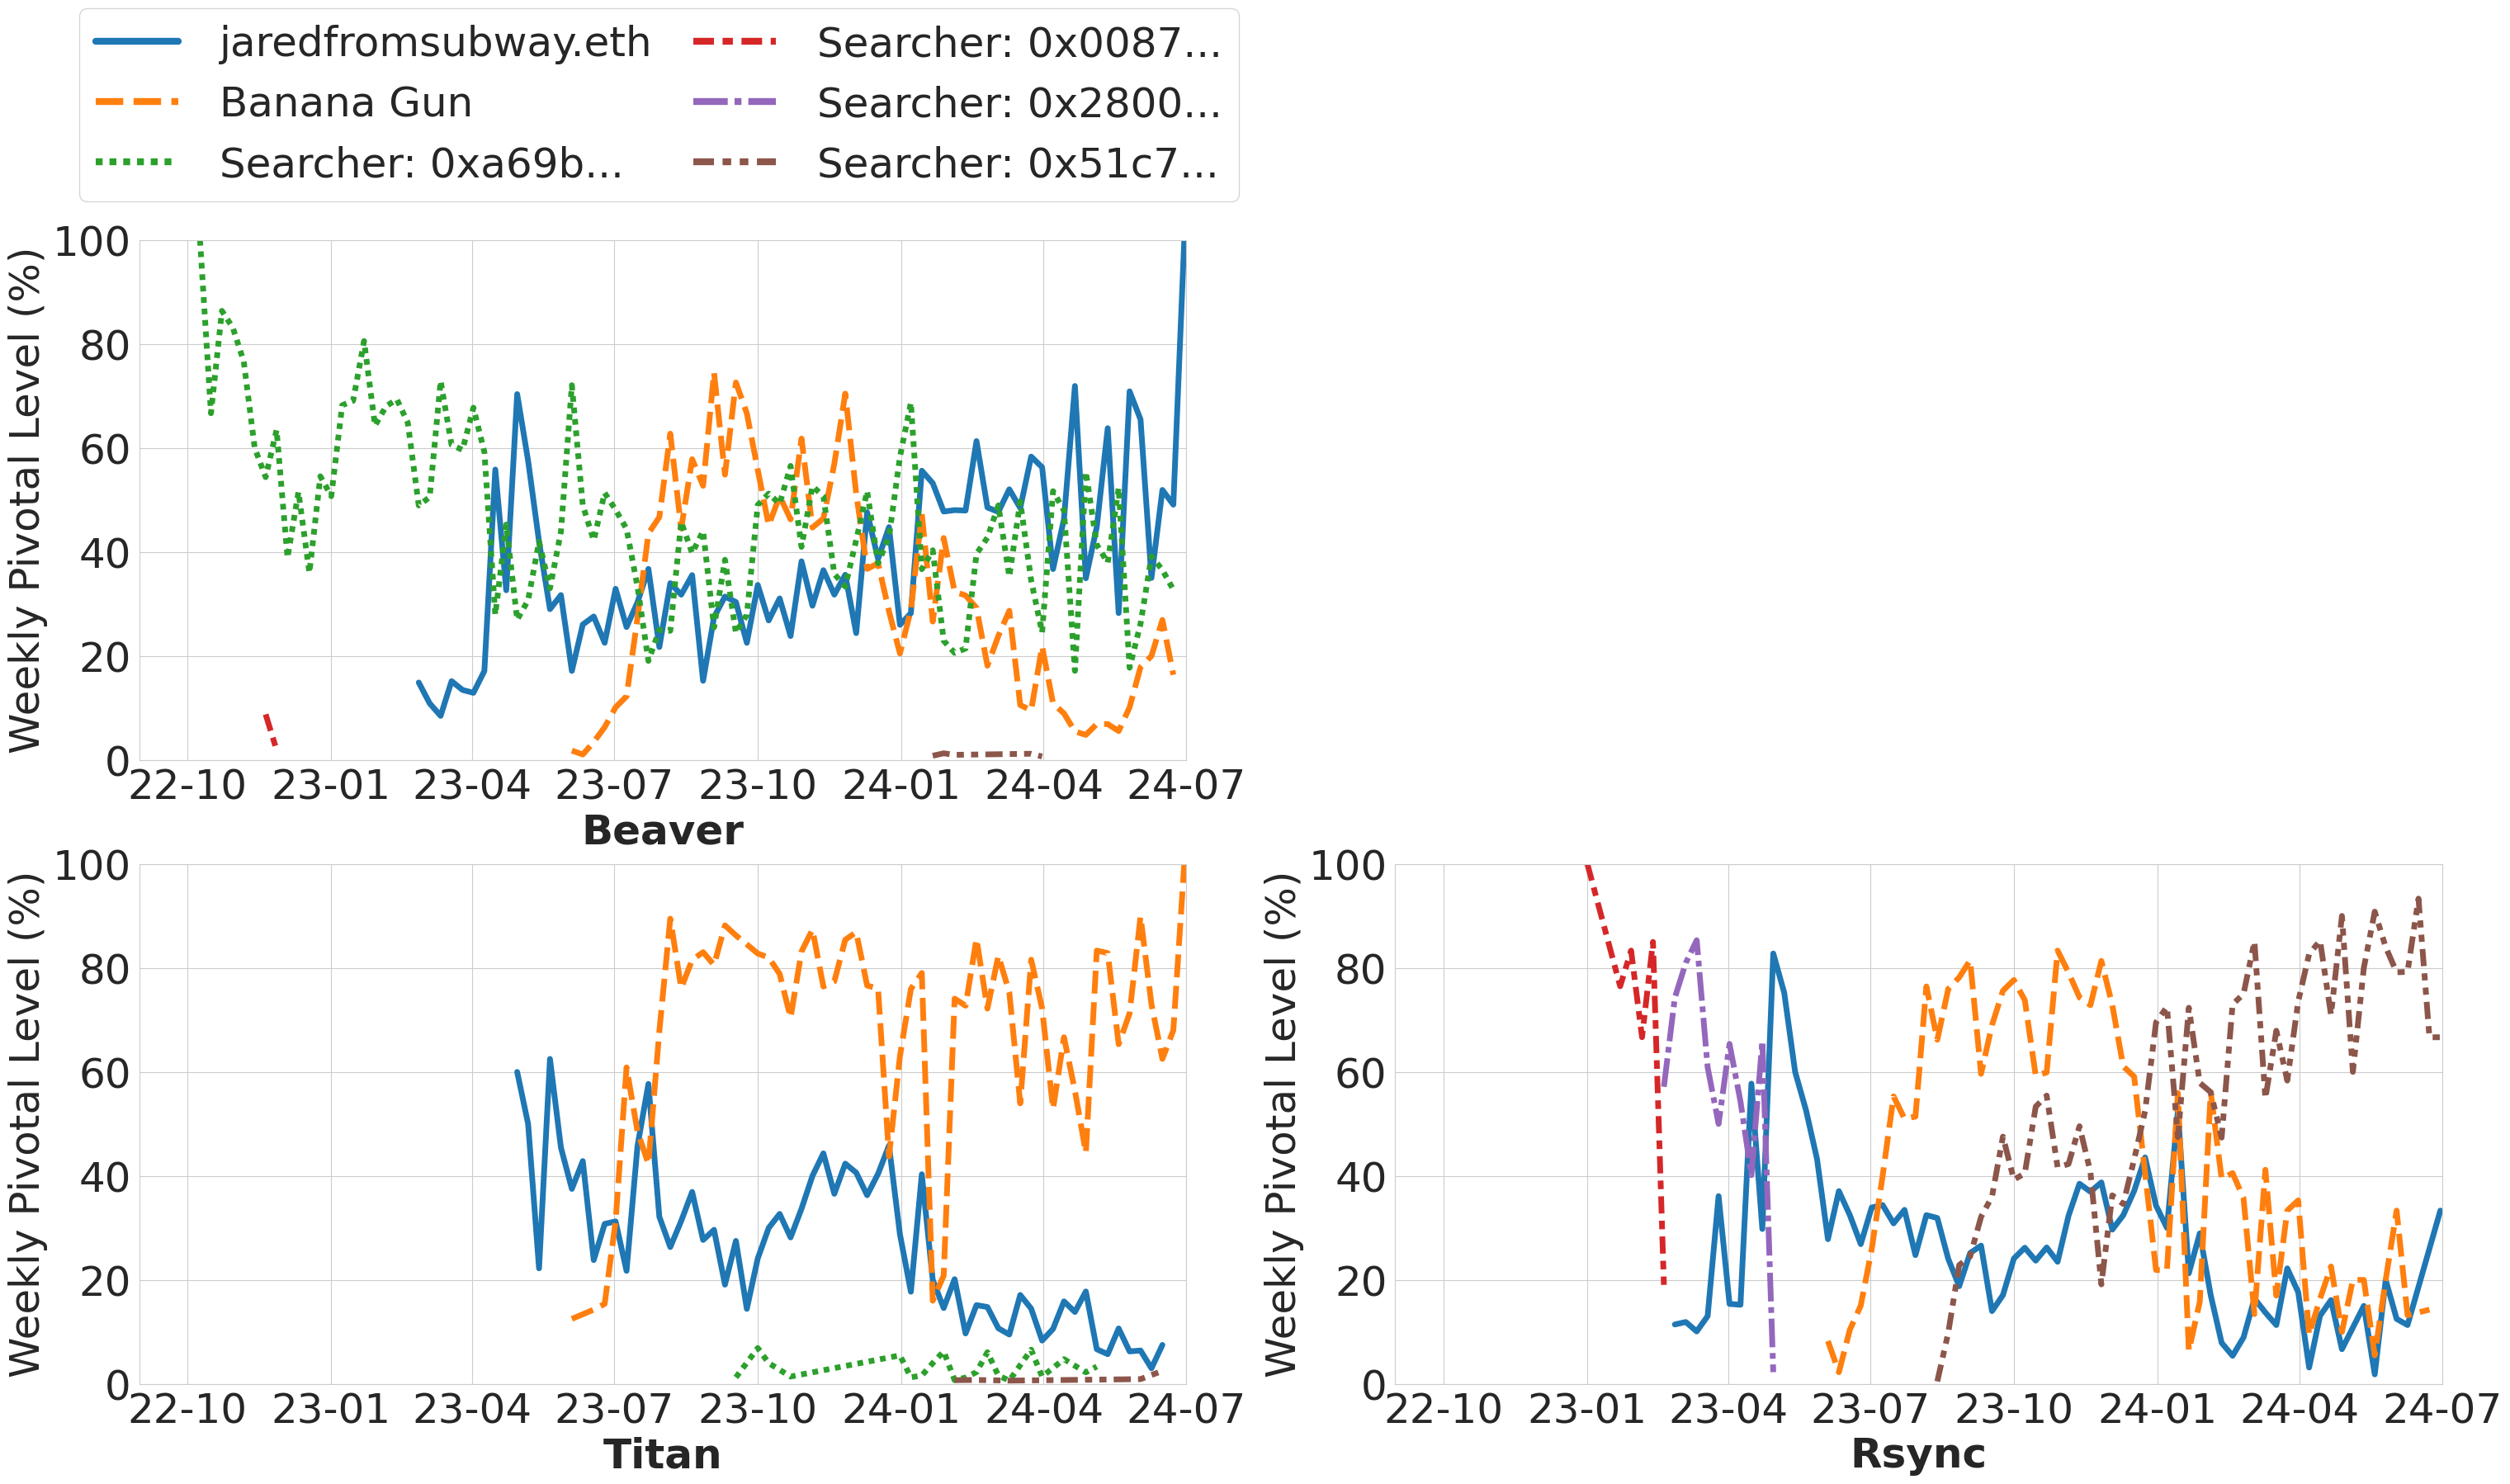 jaredfromsubway.eth
Banana Gun
Searcher: 0xa69b...
Searcher: 0x0087...
Searcher: 0x2800...
Searcher: 0x51c7...
Weekly Pivotal Level (%)
100
80
60
40
20
0
22-10 23-01 23-04 23-07 23-10 24-01 24-04 24-07
Beaver
Weekly Pivotal Level (%)
100
80
60
40
20
0
22-10 23-01 23-04 23-07 23-10 24-01 24-04 24-07
Titan
Weekly Pivotal Level (%)
100
80
60
40
20
0
22-10 23-01 23-04 23-07 23-10 24-01 24-04 24-07
Rsync